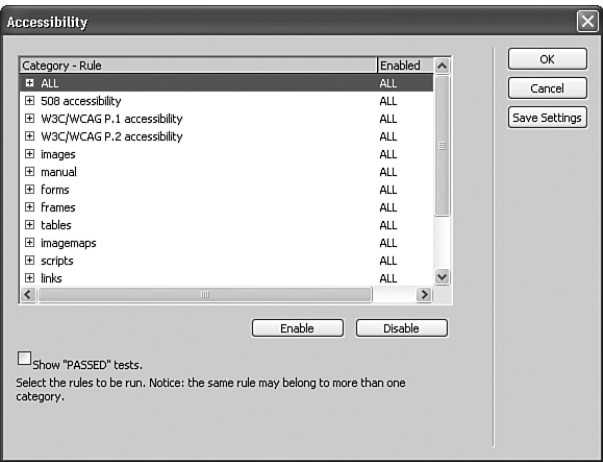 Accessibility
Category - Rule Enabled
ALL ALL
508 accessibility ALL
W3C/WCAG P.1 accessibility ALL
W3C/WCAG P.2 accessibility ALL
images ALL
manual ALL
forms ALL
frames ALL
tables ALL
imagemaps ALL
scripts ALL
links ALL
OK
Cancel
Save Settings
Enable Disable
Show "PASSED" tests.
Select the rules to be run. Notice: the same rule may belong to more than one
category.